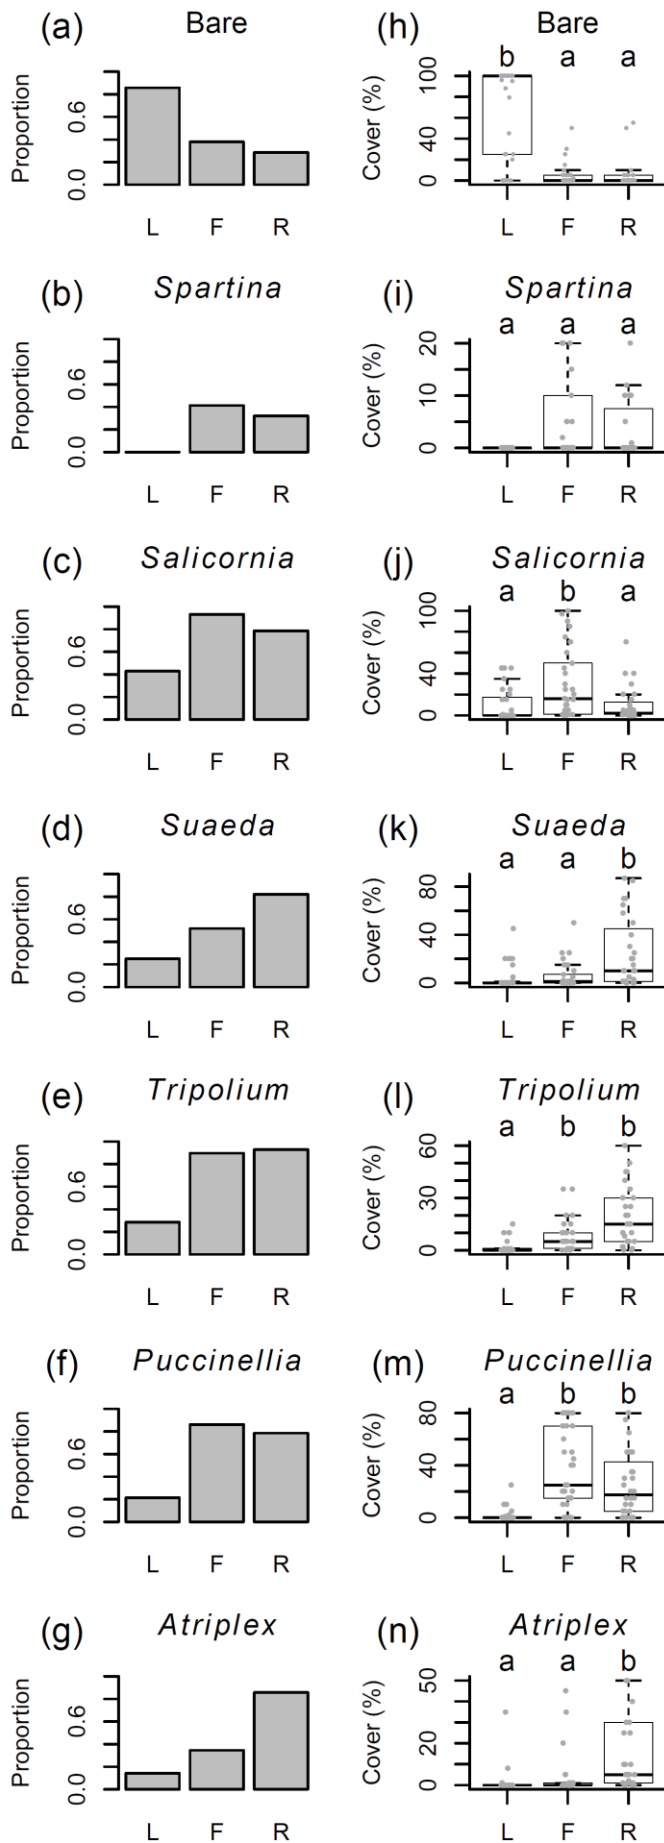 (a) Bare
Proportion
0.6
0.0
L F R
(h) Bare
b a a
Cover (%)
100
40
0
L F R
(b) Spartina
Proportion
0.6
0.0
L F R
(i) Spartina
a a a
Cover (%)
20
10
0
L F R
(c) Salicornia
Proportion
0.6
0.0
L F R
(j) Salicornia
a b a
Cover (%)
100
40
0
L F R
(d) Suaeda
Proportion
0.6
0.0
L F R
(k) Suaeda
a a b
Cover (%)
80
40
0
L F R
(e) Tripolium
Proportion
0.6
0.0
L F R
(l) Tripolium
a b b
Cover (%)
60
30
0
L F R
(f) Puccinellia
Proportion
0.6
0.0
L F R
(m) Puccinellia
a b b
Cover (%)
80
40
0
L F R
(g) Atriplex
Proportion
0.6
0.0
L F R
(n) Atriplex
a a b
Cover (%)
50
20
0
L F R